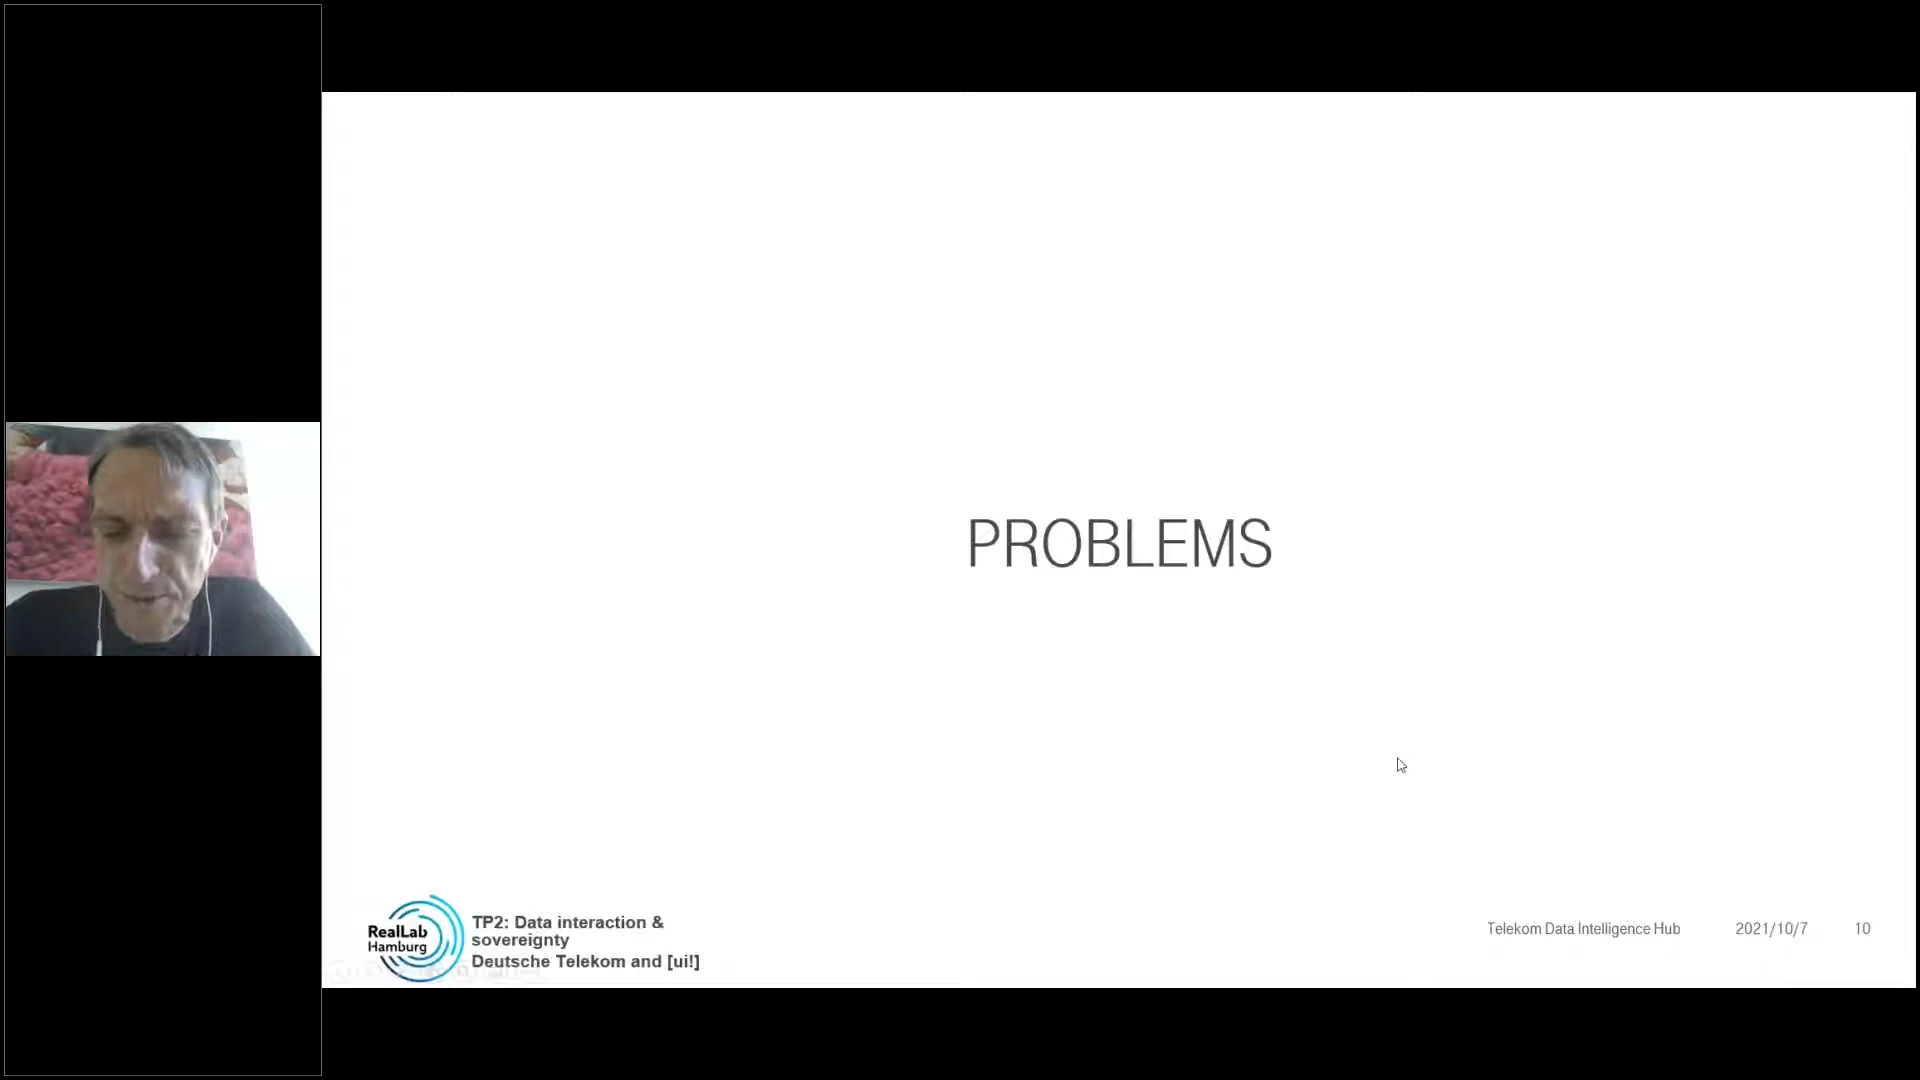 PROBLEMS
RealLab
Hamburg
TP2: Data interaction &
sovereignty
Deutsche Telekom and [ui!]
Telekom Data Intelligence Hub 2021/10/7 10